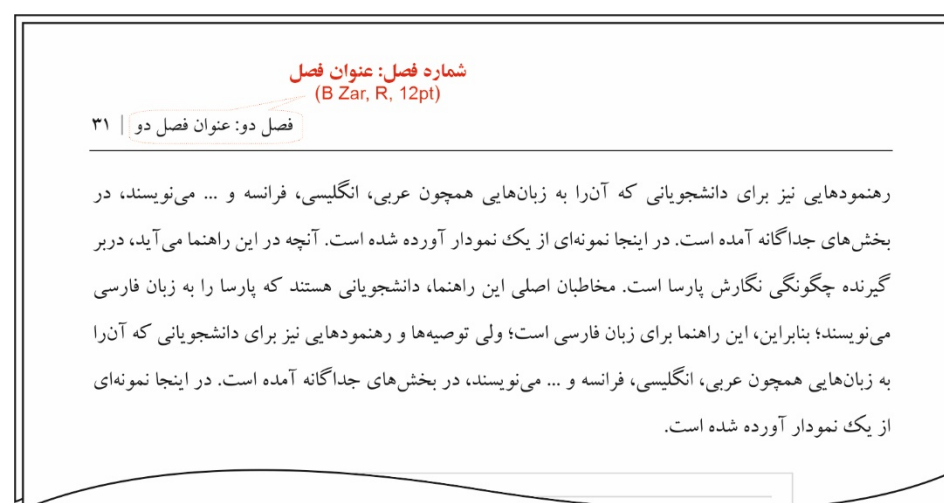 شماره فصل: عنوان فصل
(B Zar, R, 12pt)
فصل دو: عنوان فصل دو | ۳۱
رهنمودهایی نیز برای دانشجویانی که آن‌را به زبان‌هایی همچون عربی، انگلیسی، فرانسه و ... می‌نویسند، در
بخش‌های جداگانه آمده است. در اینجا نمونه‌ای از یک نمودار آورده شده است. آنچه در این راهنما می‌آید، دربر
گیرنده چگونگی نگارش پارسا است. مخاطبان اصلی این راهنما، دانشجویانی هستند که پارسا را به زبان فارسی
می‌نویسند؛ بنابراین، این راهنما برای زبان فارسی است؛ ولی توصیه‌ها و رهنمودهایی نیز برای دانشجویانی که آن‌را
به زبان‌هایی همچون عربی، انگلیسی، فرانسه و ... می‌نویسند، در بخش‌های جداگانه آمده است. در اینجا نمونه‌ای
از یک نمودار آورده شده است.